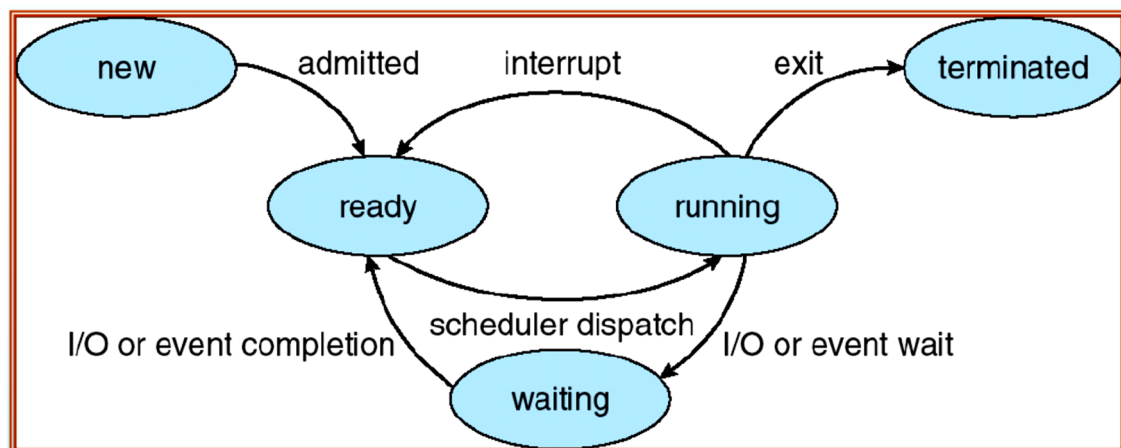 new
admitted
interrupt
exit
terminated
ready
running
I/O or event completion
scheduler dispatch
I/O or event wait
waiting